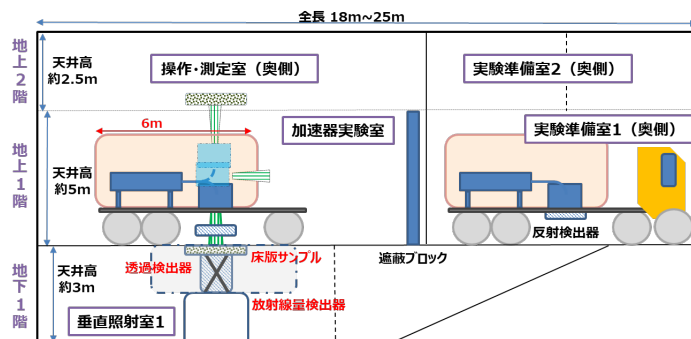 全長 18m~25m
地上2階
天井高
約2.5m
操作・測定室（奥側）
実験準備室2（奥側）
6m
加速器実験室
実験準備室1（奥側）
地上1階
天井高
約5m
反射検出器
地下1階
天井高
約3m
透過検出器
床版サンプル
遮蔽ブロック
放射線量検出器
垂直照射室1